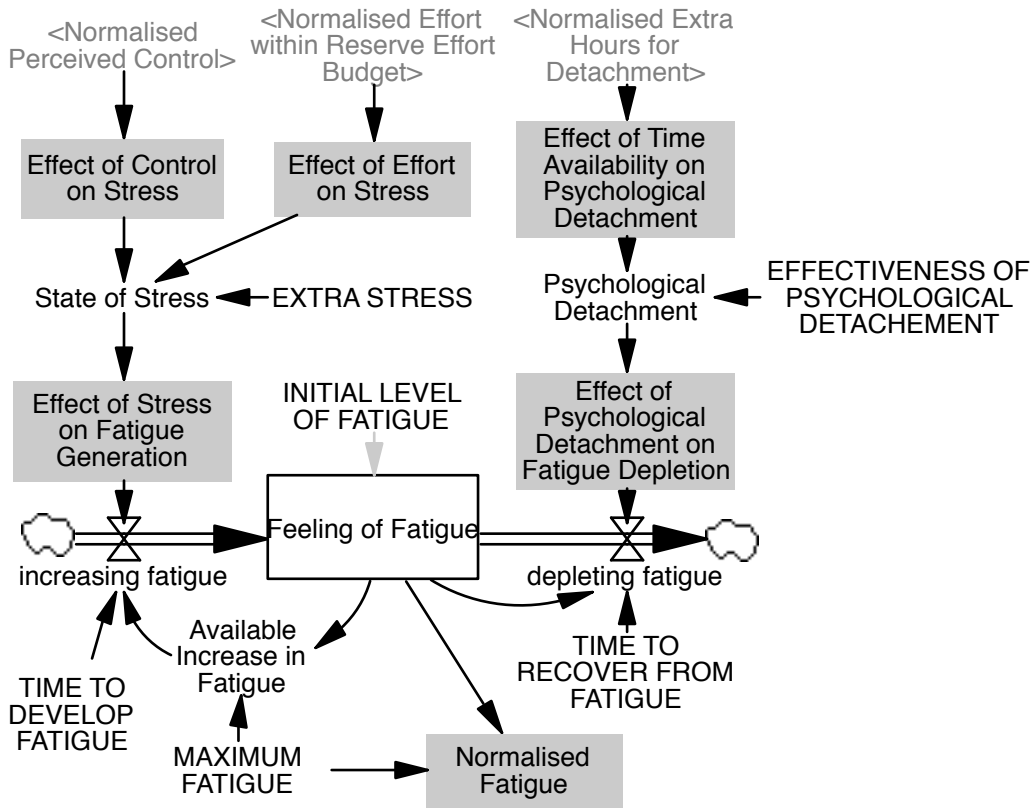 <Normalised
Perceived Control>
<Normalised Effort
within Reserve Effort
Budget>
<Normalised Extra
Hours for
Detachment>
Effect of Control
on Stress
Effect of Effort
on Stress
Effect of Time
Availability on
Psychological
Detachment
State of Stress
EXTRA STRESS
Psychological
Detachment
EFFECTIVENESS OF
PSYCHOLOGICAL
DETACHEMENT
Effect of Stress
on Fatigue
Generation
INITIAL LEVEL
OF FATIGUE
Effect of
Psychological
Detachment on
Fatigue Depletion
Feeling of Fatigue
increasing fatigue
depleting fatigue
Available
Increase in
Fatigue
TIME TO
RECOVER FROM
FATIGUE
TIME TO
DEVELOP
FATIGUE
MAXIMUM
FATIGUE
Normalised
Fatigue